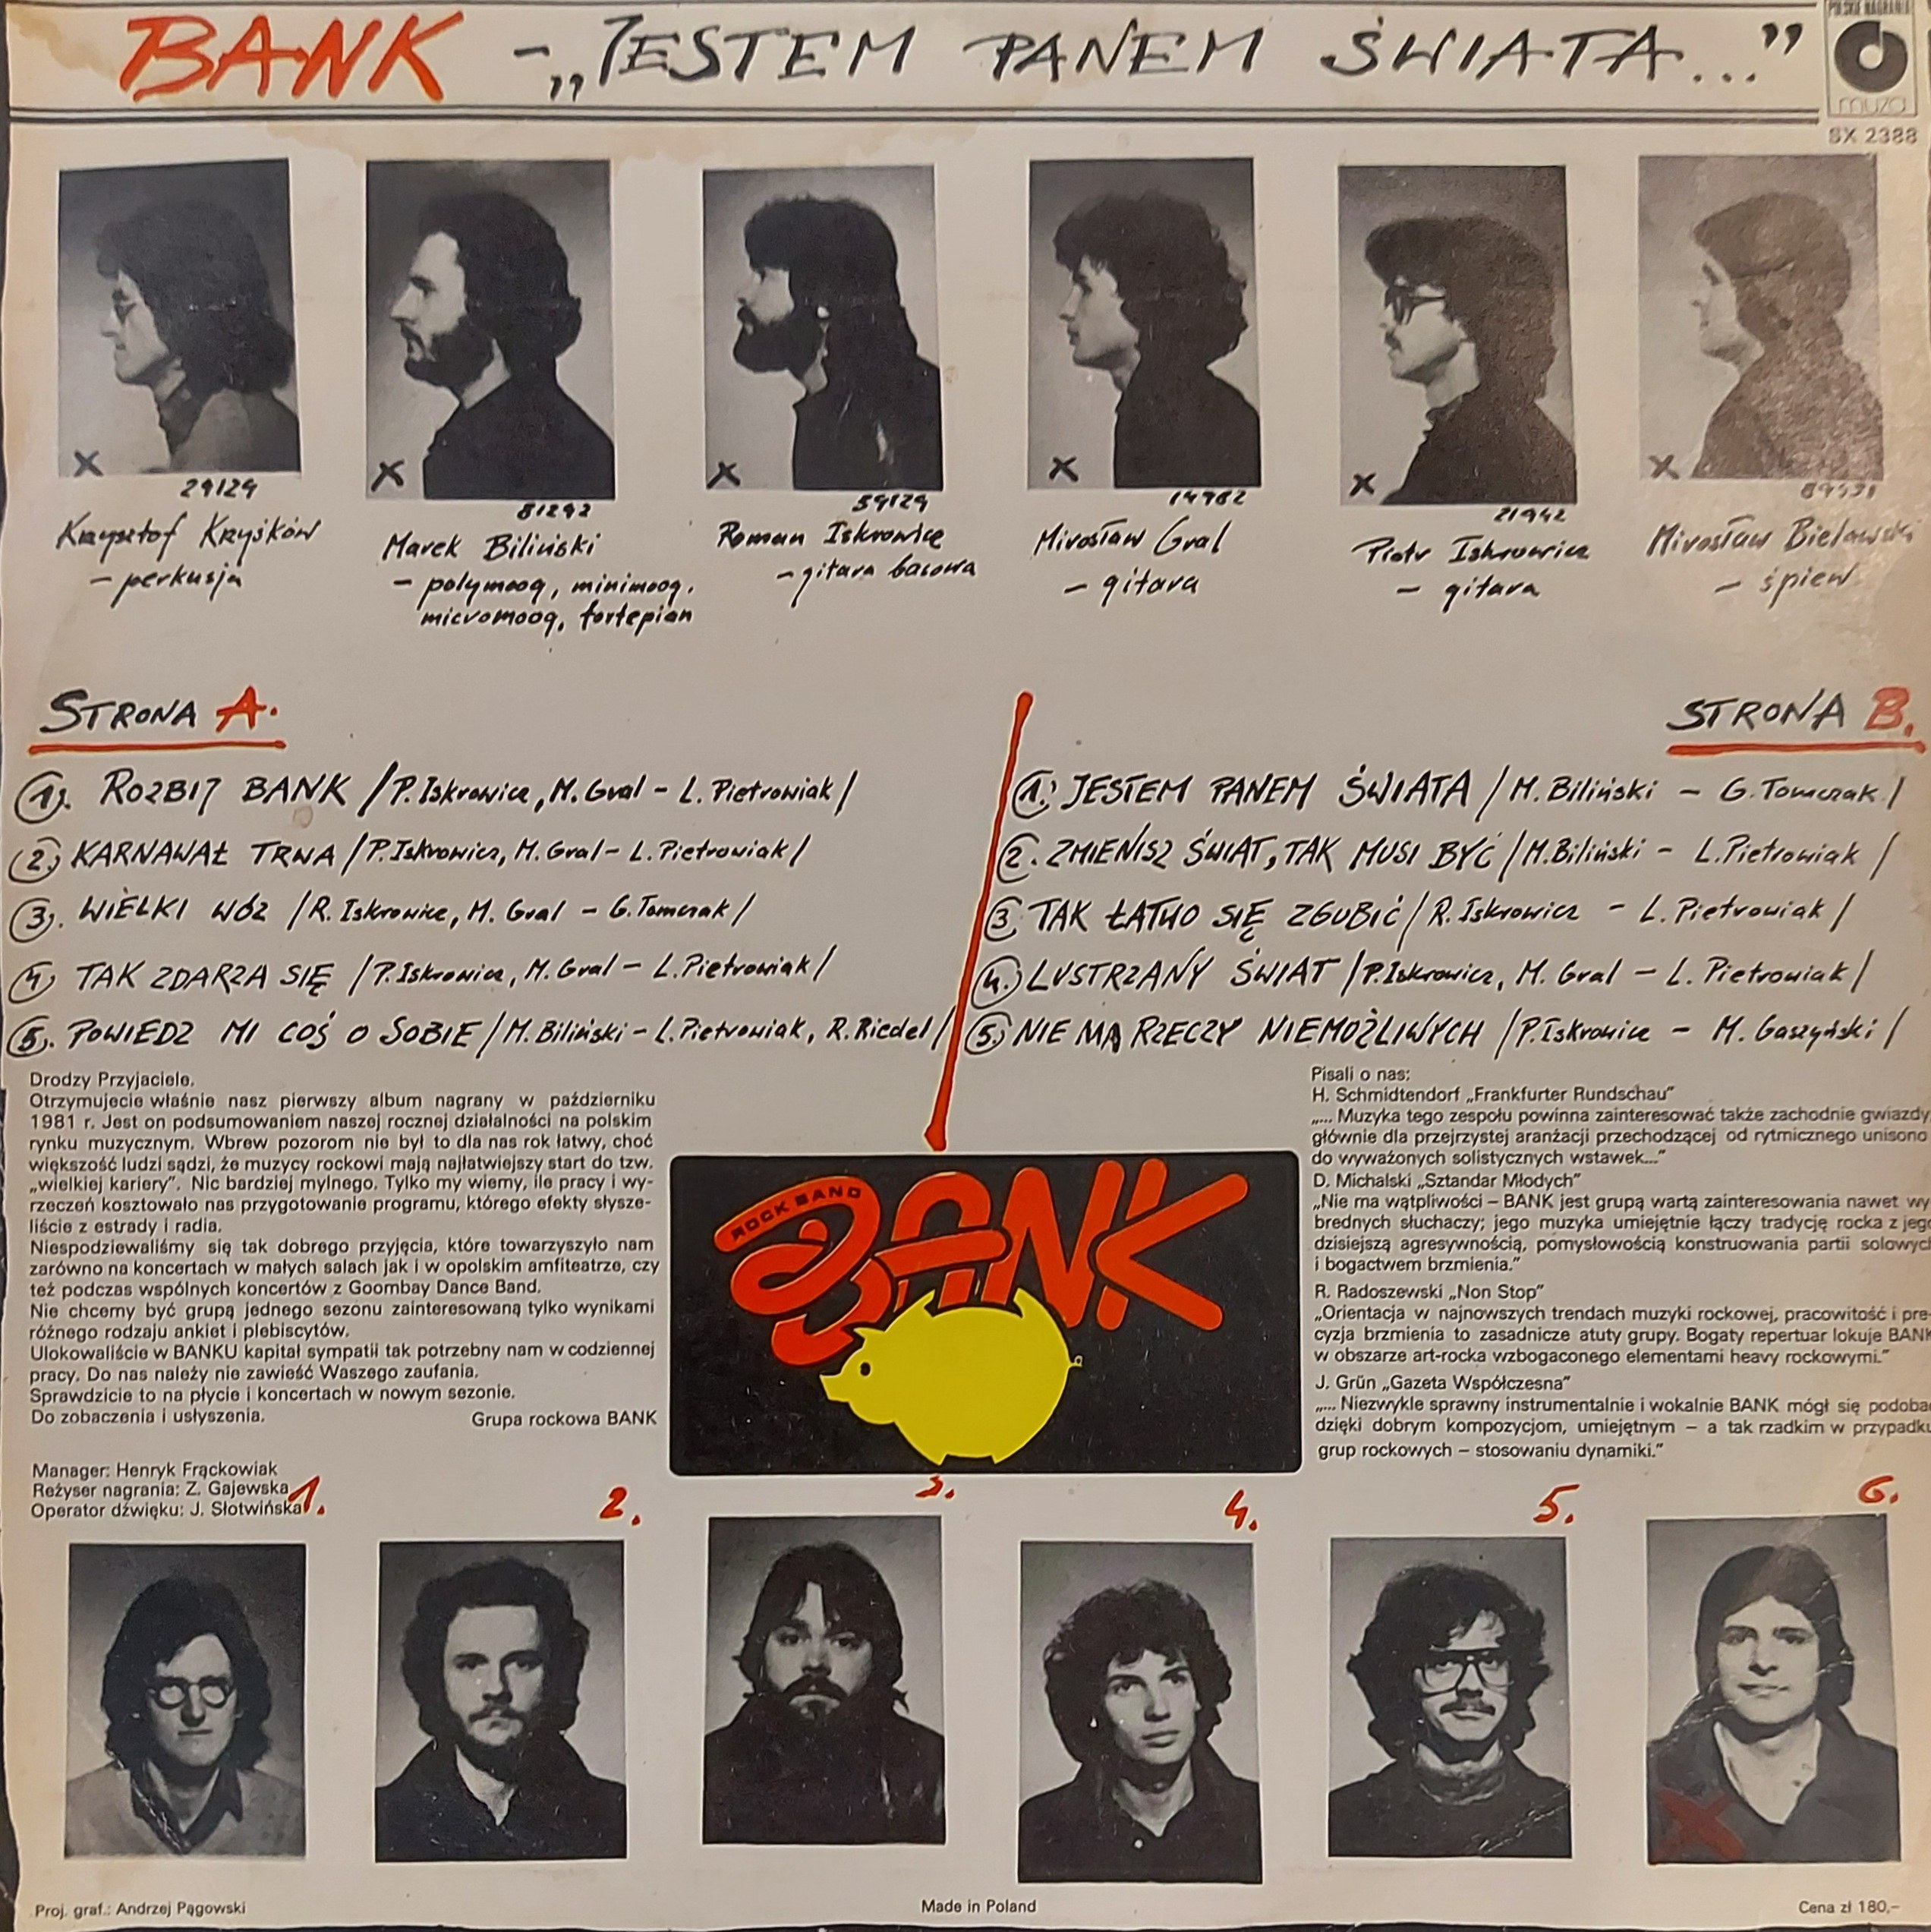 BANK - „JESTEM PANEM ŚWIATA..."
POLSKIE NAGRANIA
muza
SX 2388
29129
Krzysztof Kryśków
- perkusja
81292
Marek Biliński
- polymoog, minimoog,
micromoog, fortepian
59129
Roman Iskrowicz
- gitara basowa
14982
Mirosław Gral
- gitara
21942
Piotr Iskrowicz
- gitara
Mirosław Bielawski
- śpiew
STRONA A.
1. ROZBIJ BANK /P. Iskrowicz, M. Gral - L. Pietrowiak/
2. KARNAWAŁ TRWA /P. Iskrowicz, M. Gral - L. Pietrowiak/
3. WIELKI WÓZ /R. Iskrowicz, M. Gral - G. Tomczak/
4. TAK ZDARZA SIĘ /P. Iskrowicz, M. Gral - L. Pietrowiak/
5. POWIEDZ MI COŚ O SOBIE /M. Biliński - L. Pietrowiak, R. Riedel/
STRONA B.
1. JESTEM PANEM ŚWIATA /M. Biliński - G. Tomczak/
2. ZMIENISZ ŚWIAT, TAK MUSI BYĆ /M. Biliński - L. Pietrowiak/
3. TAK ŁATWO SIĘ ZGUBIĆ /R. Iskrowicz - L. Pietrowiak/
4. LUSTRZANY ŚWIAT /P. Iskrowicz, M. Gral - L. Pietrowiak/
5. NIE MA RZECZY NIEMOŻLIWYCH /P. Iskrowicz - M. Gaszyński/
Drodzy Przyjaciele.
Otrzymujecie właśnie nasz pierwszy album nagrany w październiku
1981 r. Jest on podsumowaniem naszej rocznej działalności na polskim
rynku muzycznym. Wbrew pozorom nie był to dla nas rok łatwy, choć
większość ludzi sądzi, że muzycy rockowi mają najłatwiejszy start do tzw.
„wielkiej kariery”. Nic bardziej mylnego. Tylko my wiemy, ile pracy i wy-
rzeczeń kosztowało nas przygotowanie programu, którego efekty słysze-
liście z estrady i radia.
Niespodziewaliśmy się tak dobrego przyjęcia, które towarzyszyło nam
zarówno na koncertach w małych salach jak i w opolskim amfiteatrze, czy
też podczas wspólnych koncertów z Goombay Dance Band.
Nie chcemy być grupą jednego sezonu zainteresowaną tylko wynikami
różnego rodzaju ankiet i plebiscytów.
Ulokowaliście w BANKU kapitał sympatii tak potrzebny nam w codziennej
pracy. Do nas należy nie zawieść Waszego zaufania.
Sprawdzicie to na płycie i koncertach w nowym sezonie.
Do zobaczenia i usłyszenia.
Grupa rockowa BANK
Manager: Henryk Frąckowiak
Reżyser nagrania: Z. Gajewska
Operator dźwięku: J. Słotwińska
ROCK BAND
BANK
Pisali o nas:
H. Schmidtendorf „Frankfurter Rundschau”
„... Muzyka tego zespołu powinna zainteresować także zachodnie gwiazdy,
głównie dla przejrzystej aranżacji przechodzącej od rytmicznego unisono
do wyważonych solistycznych wstawek...”
D. Michalski „Sztandar Młodych”
„Nie ma wątpliwości – BANK jest grupą wartą zainteresowania nawet wy-
brednych słuchaczy; jego muzyka umiejętnie łączy tradycję rocka z jego
dzisiejszą agresywnością, pomysłowością konstruowania partii solowych
i bogactwem brzmienia.”
R. Radoszewski „Non Stop”
„Orientacja w najnowszych trendach muzyki rockowej, pracowitość i pre-
cyzja brzmienia to zasadnicze atuty grupy. Bogaty repertuar lokuje BANK
w obszarze art-rocka wzbogaconego elementami heavy rockowymi.”
J. Grün „Gazeta Współczesna”
„... Niezwykle sprawny instrumentalnie i wokalnie BANK mógł się podobać
dzięki dobrym kompozycjom, umiejętnym – a tak rzadkim w przypadku
grup rockowych – stosowaniu dynamiki.”
1.
2.
3.
4.
5.
6.
Proj. graf.: Andrzej Pągowski
Made in Poland
Cena zł 180,–